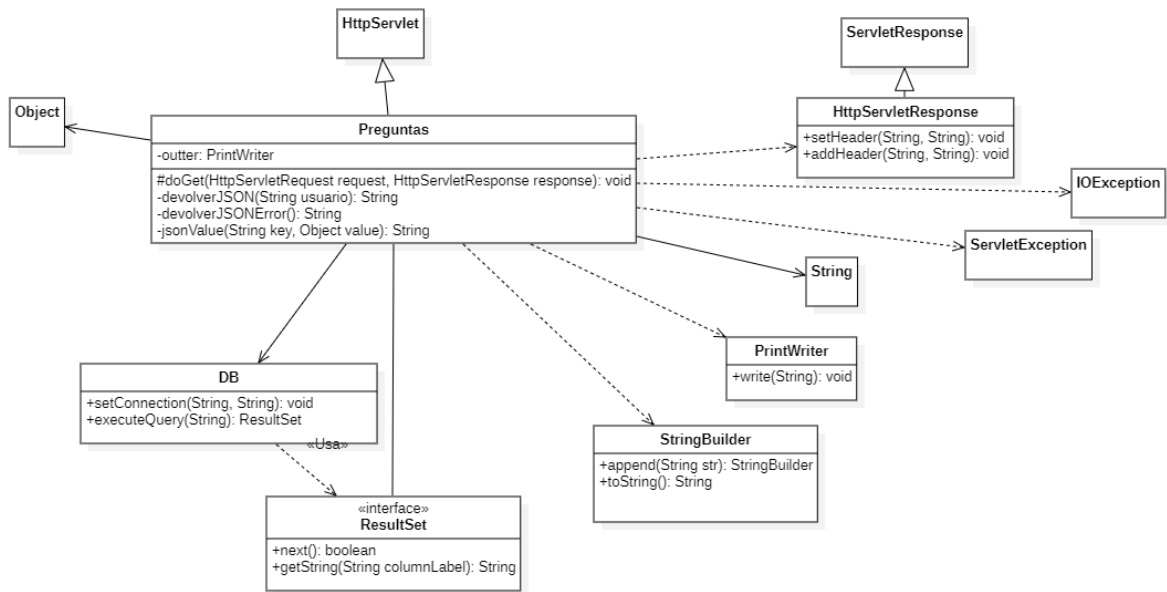 HttpServlet
ServletResponse
Object
HttpServletResponse
+setHeader(String, String): void
+addHeader(String, String): void
Preguntas
-outter: PrintWriter
#doGet(HttpServletRequest request, HttpServletResponse response): void
-devolverJSON(String usuario): String
-devolverJSONError(): String
-jsonValue(String key, Object value): String
IOException
ServletException
String
PrintWriter
+write(String): void
DB
+setConnection(String, String): void
+executeQuery(String): ResultSet
«Usa»
StringBuilder
+append(String str): StringBuilder
+toString(): String
«interface»
ResultSet
+next(): boolean
+getString(String columnLabel): String